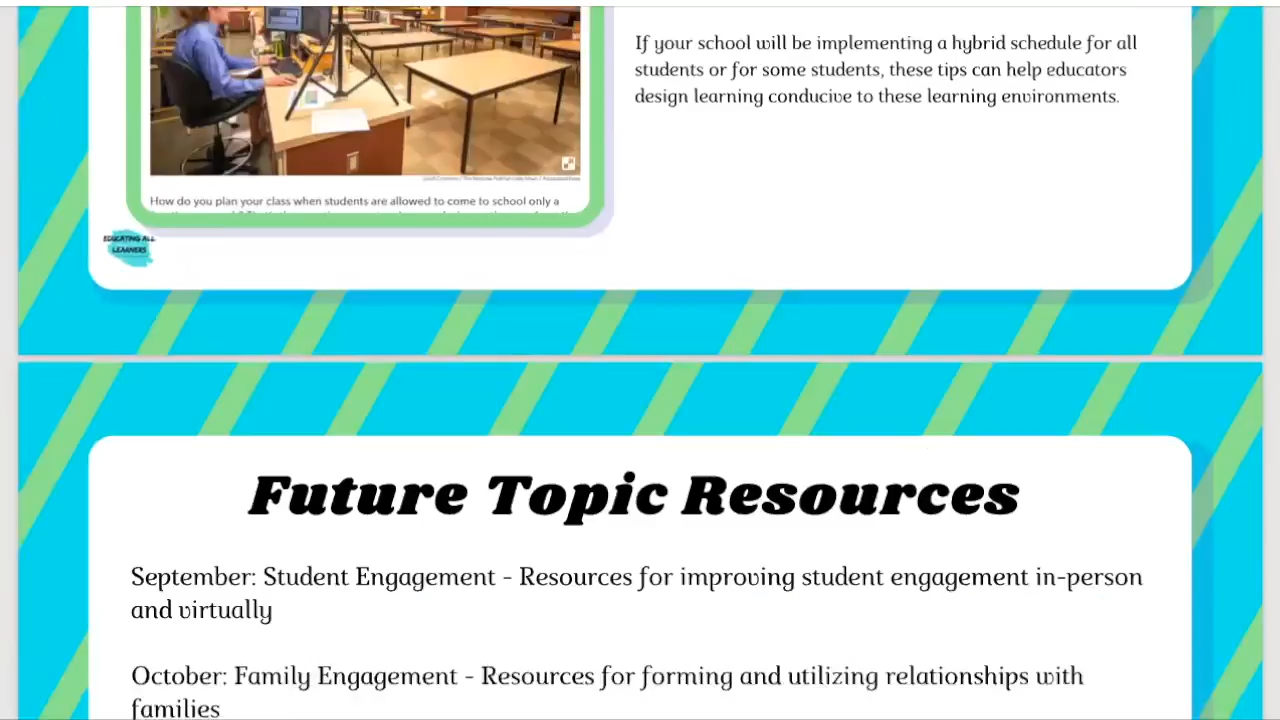 If your school will be implementing a hybrid schedule for all
students or for some students, these tips can help educators
design learning conducive to these learning environments.
How do you plan your class when students are allowed to come to school only a
EDUCATING ALL
LEARNERS
Future Topic Resources
September: Student Engagement - Resources for improving student engagement in-person
and virtually
October: Family Engagement - Resources for forming and utilizing relationships with
families